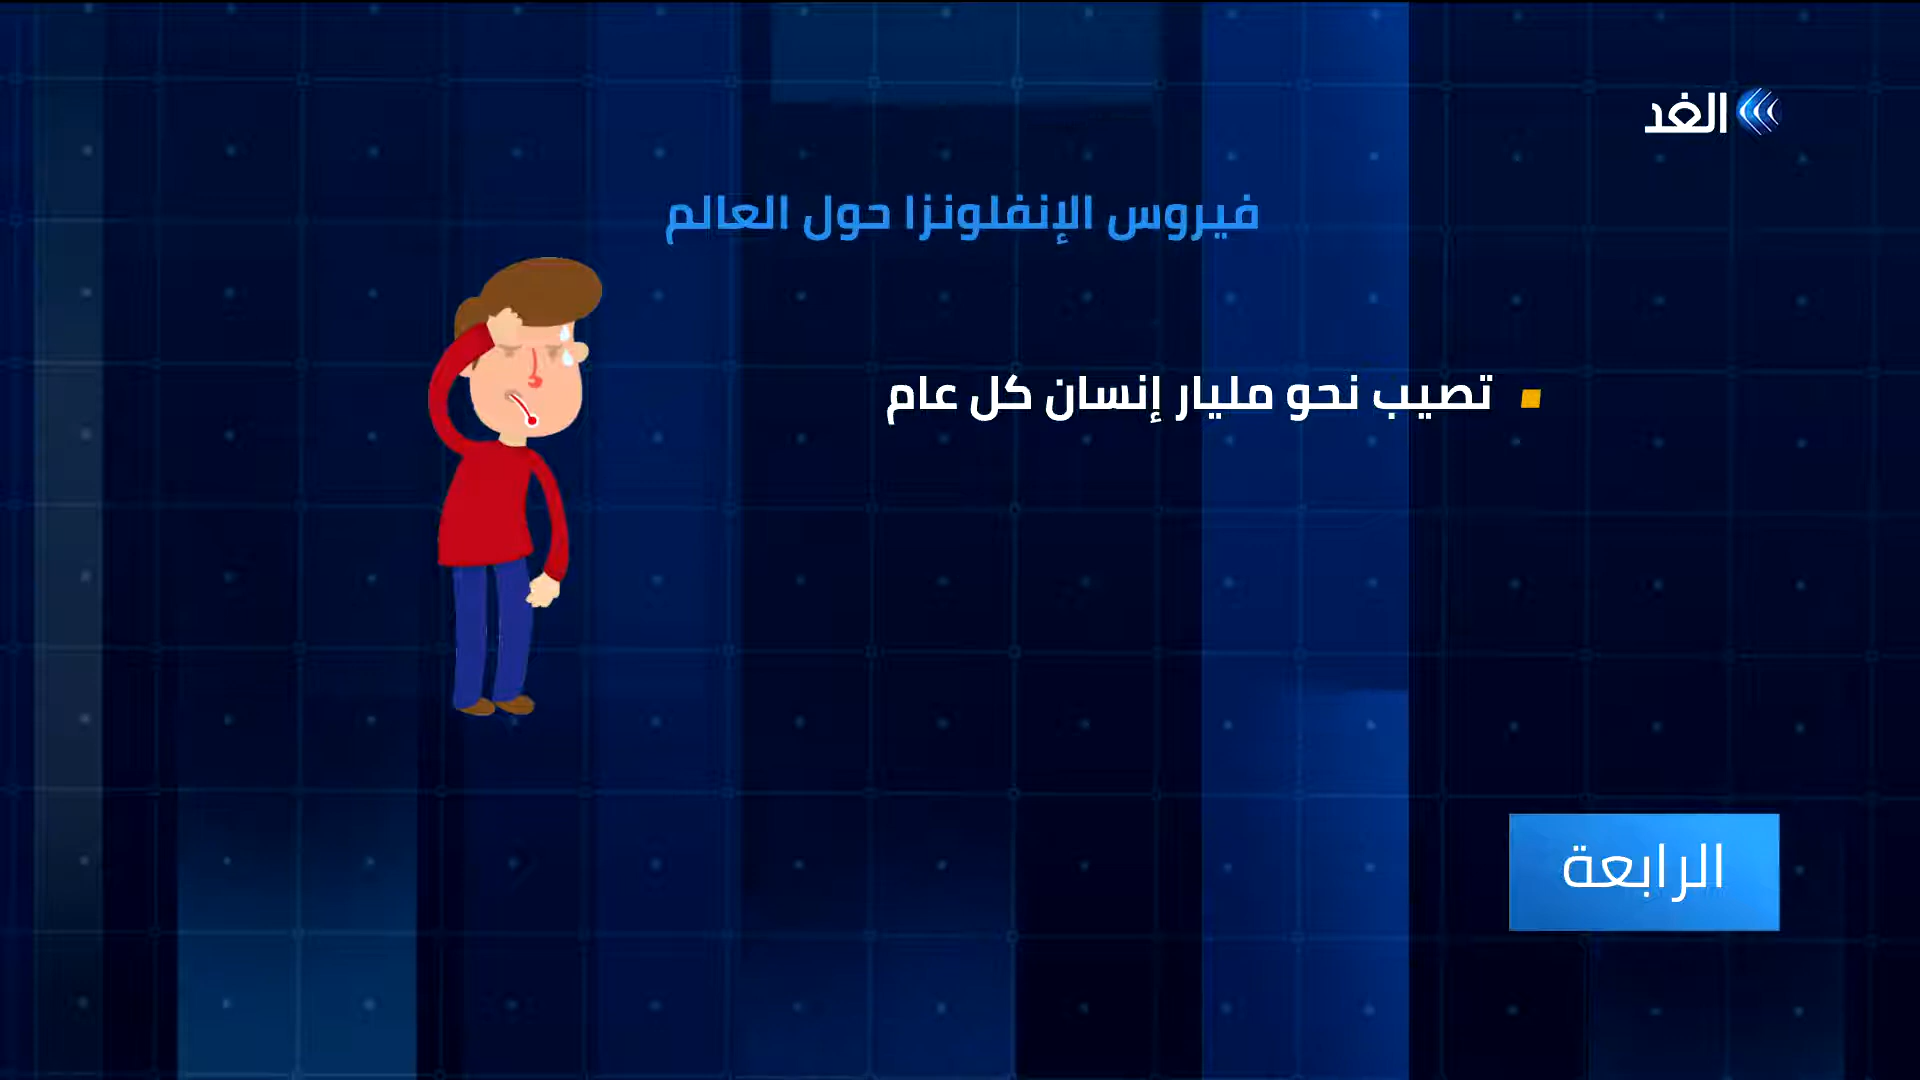 الغد
فيروس الإنفلونزا حول العالم
تصيب نحو مليار إنسان كل عام
الرابعة